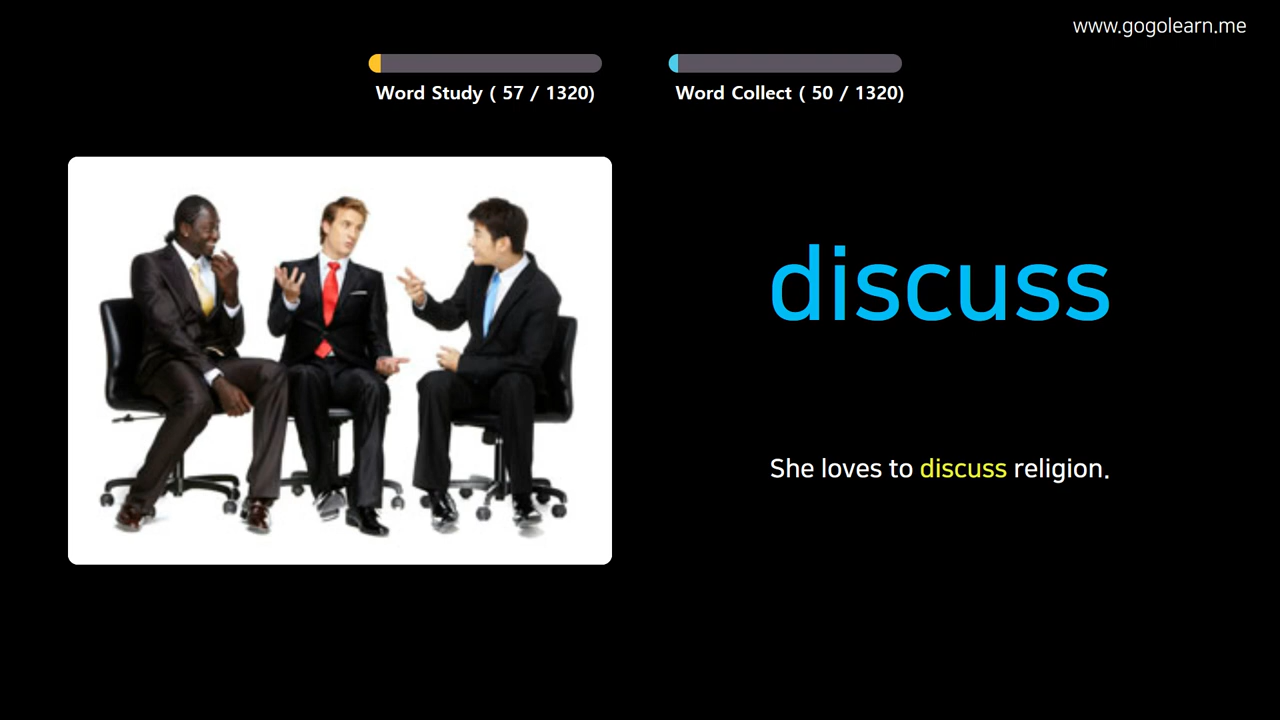 www.gogolearn.me
Word Study ( 57 / 1320)
Word Collect ( 50 / 1320)
discuss
She loves to discuss religion.